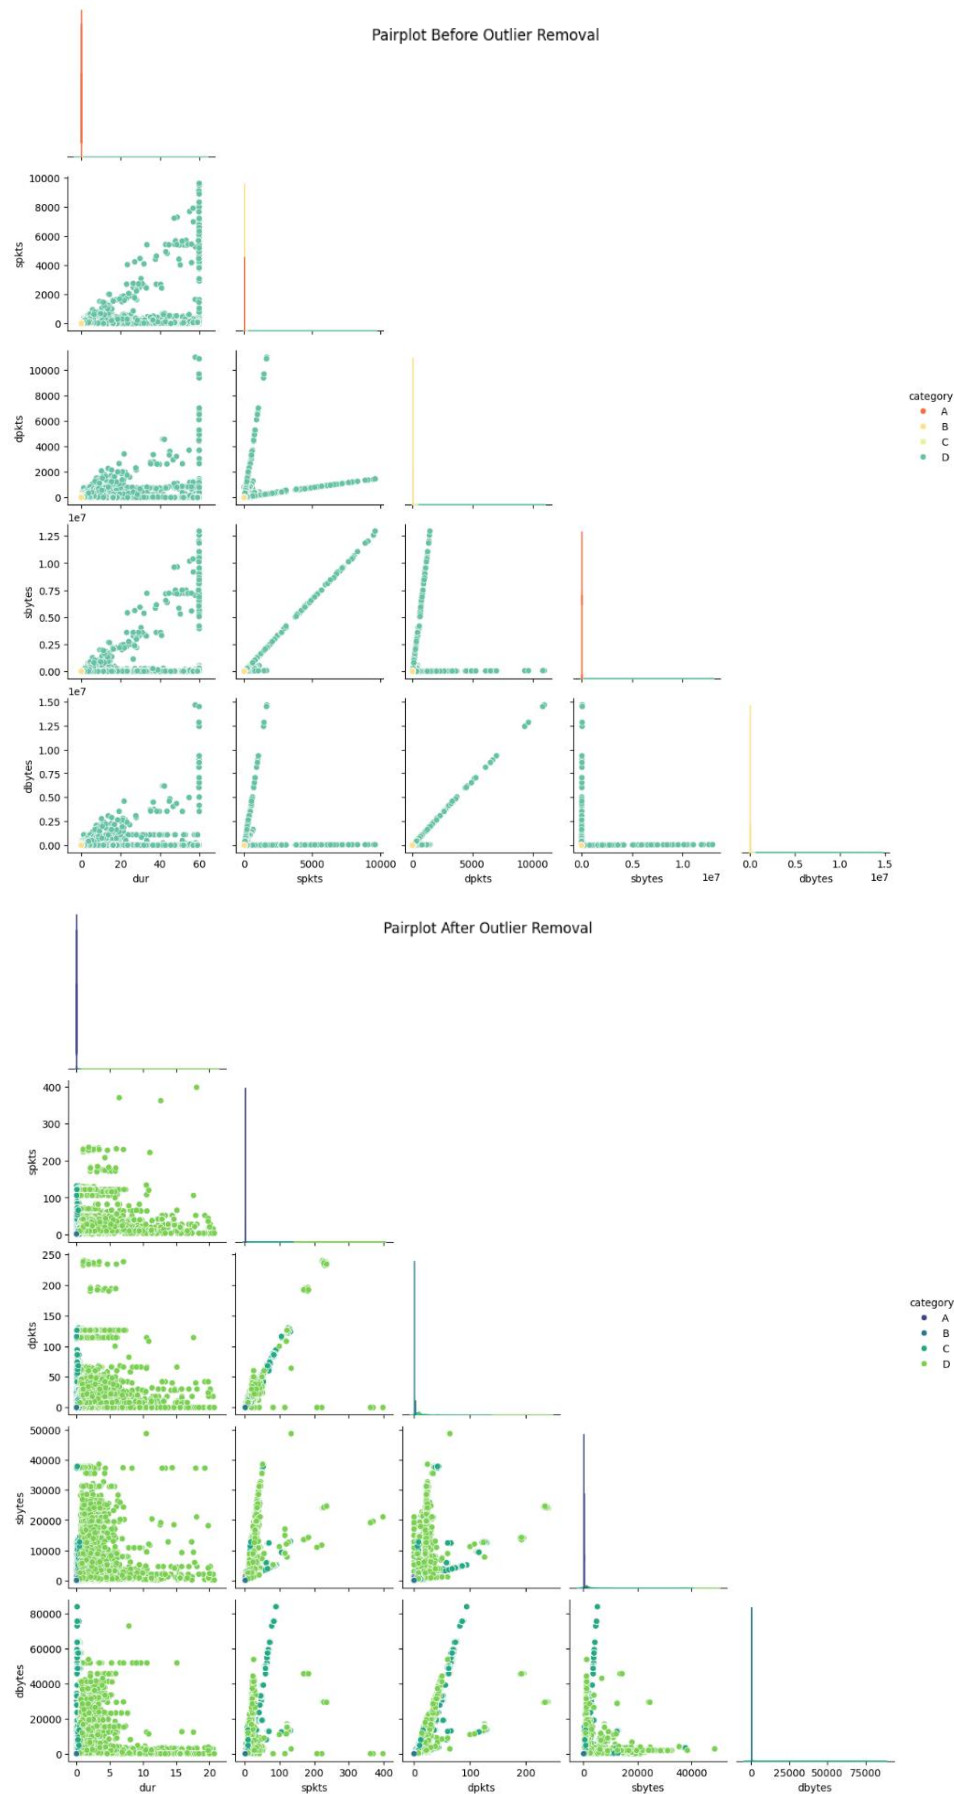 Pairplot Before Outlier Removal
10000
8000
6000
4000
2000
0
spkts
10000
8000
6000
4000
2000
0
dpkts
category
A
B
C
D
1e7
1.25
1.00
0.75
0.50
0.25
0.00
sbytes
1e7
1.50
1.25
1.00
0.75
0.50
0.25
0.00
dbytes
0 20 40 60
dur
0 5000 10000
spkts
0 5000 10000
dpkts
0.0 0.5 1.0
1e7
sbytes
0.0 0.5 1.0 1.5
1e7
dbytes
Pairplot After Outlier Removal
400
300
200
100
0
spkts
250
200
150
100
50
0
dpkts
category
A
B
C
D
50000
40000
30000
20000
10000
0
sbytes
80000
60000
40000
20000
0
dbytes
0 5 10 15 20
dur
0 100 200 300 400
spkts
0 100 200
dpkts
0 20000 40000
sbytes
0 25000 50000 75000
dbytes